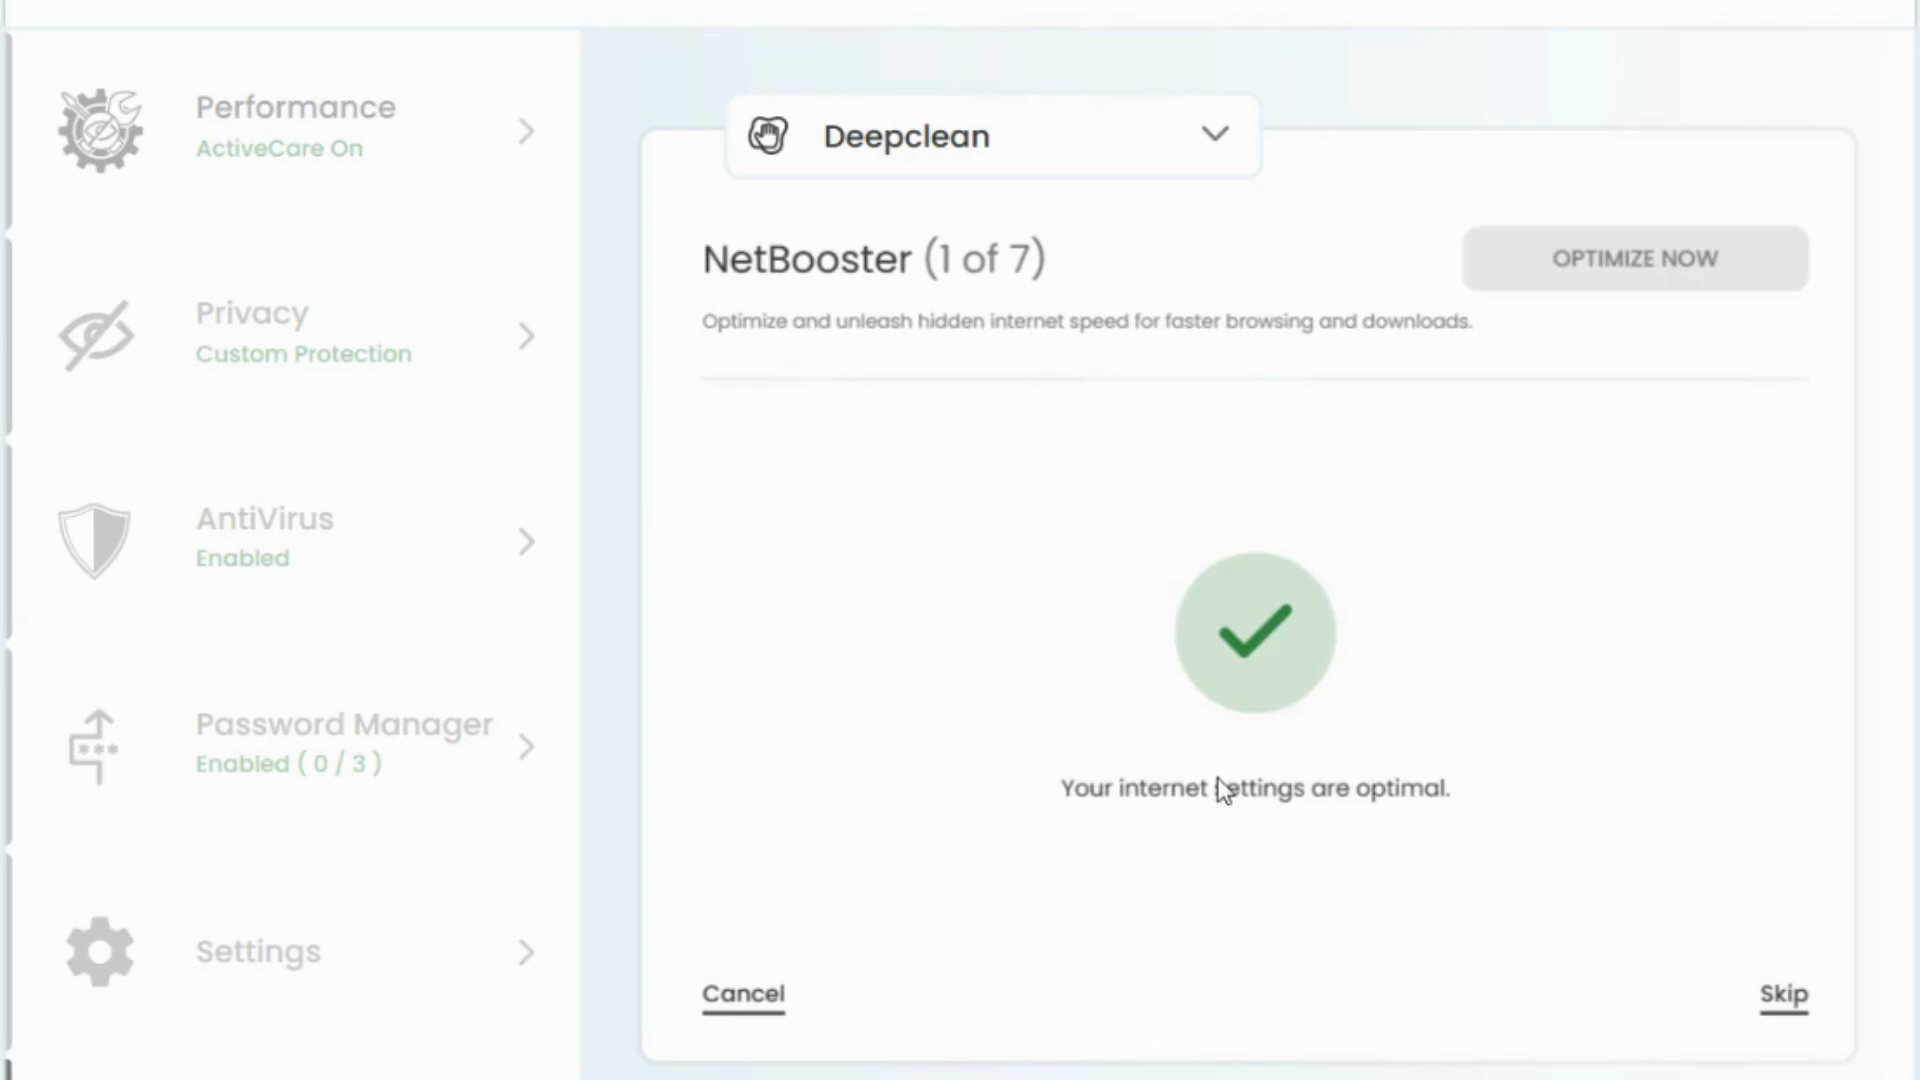 Performance
ActiveCare On
Privacy
Custom Protection
AntiVirus
Enabled
Password Manager
Enabled ( 0 / 3 )
Settings
Deepclean
NetBooster (1 of 7)
OPTIMIZE NOW
Optimize and unleash hidden internet speed for faster browsing and downloads.
Your internet settings are optimal.
Cancel
Skip